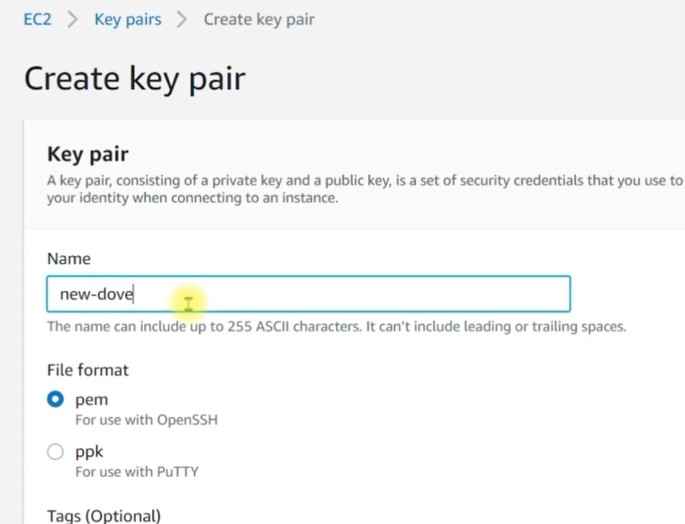 EC2 > Key pairs > Create key pair
Create key pair
Key pair
A key pair, consisting of a private key and a public key, is a set of security credentials that you use to
your identity when connecting to an instance.
Name
new-dove
The name can include up to 255 ASCII characters. It can't include leading or trailing spaces.
File format
pem
For use with OpenSSH
ppk
For use with PuTTY
Tags (Optional)